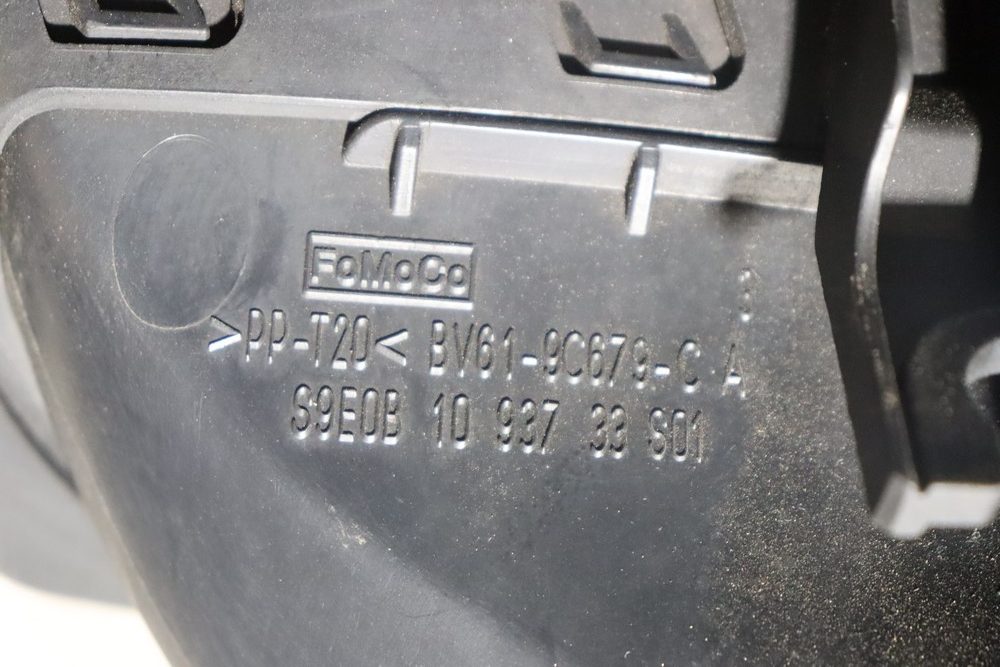 FoMoCo
>PP-T20< BV61-9C679-C A
S9E0B 10 937 33 S01